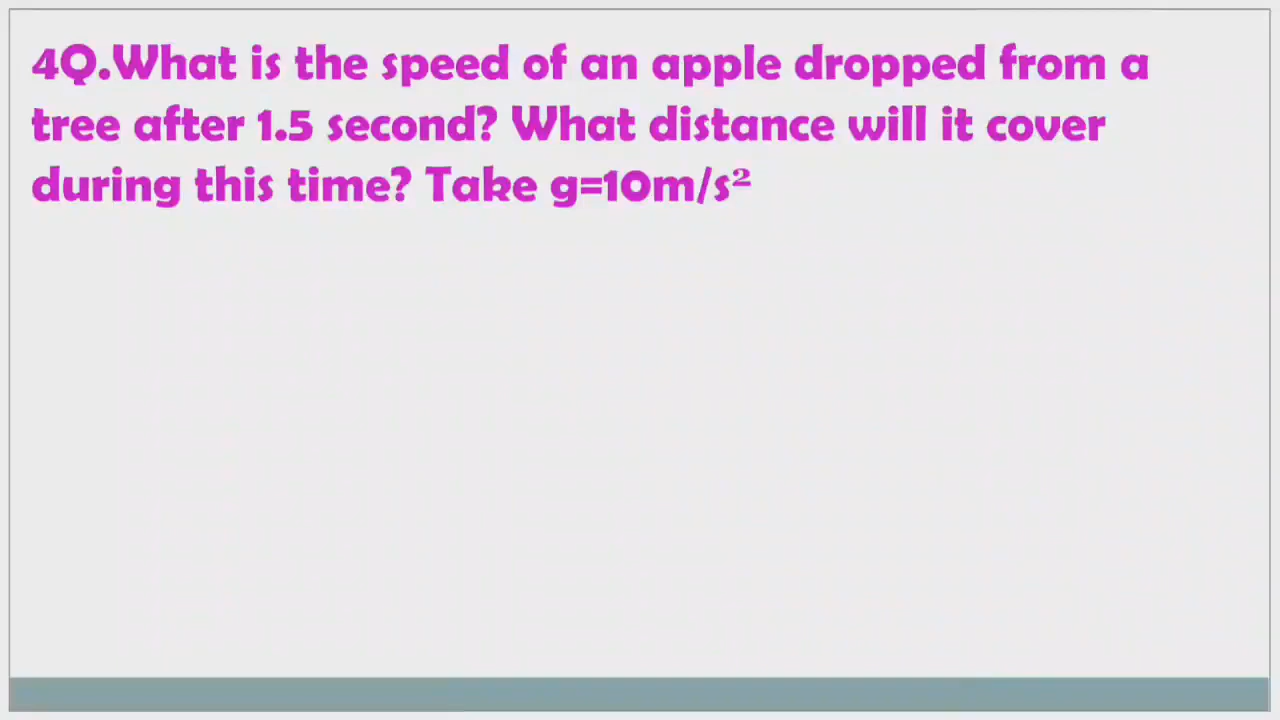 4Q.What is the speed of an apple dropped from a
tree after 1.5 second? What distance will it cover
during this time? Take g=10m/s²